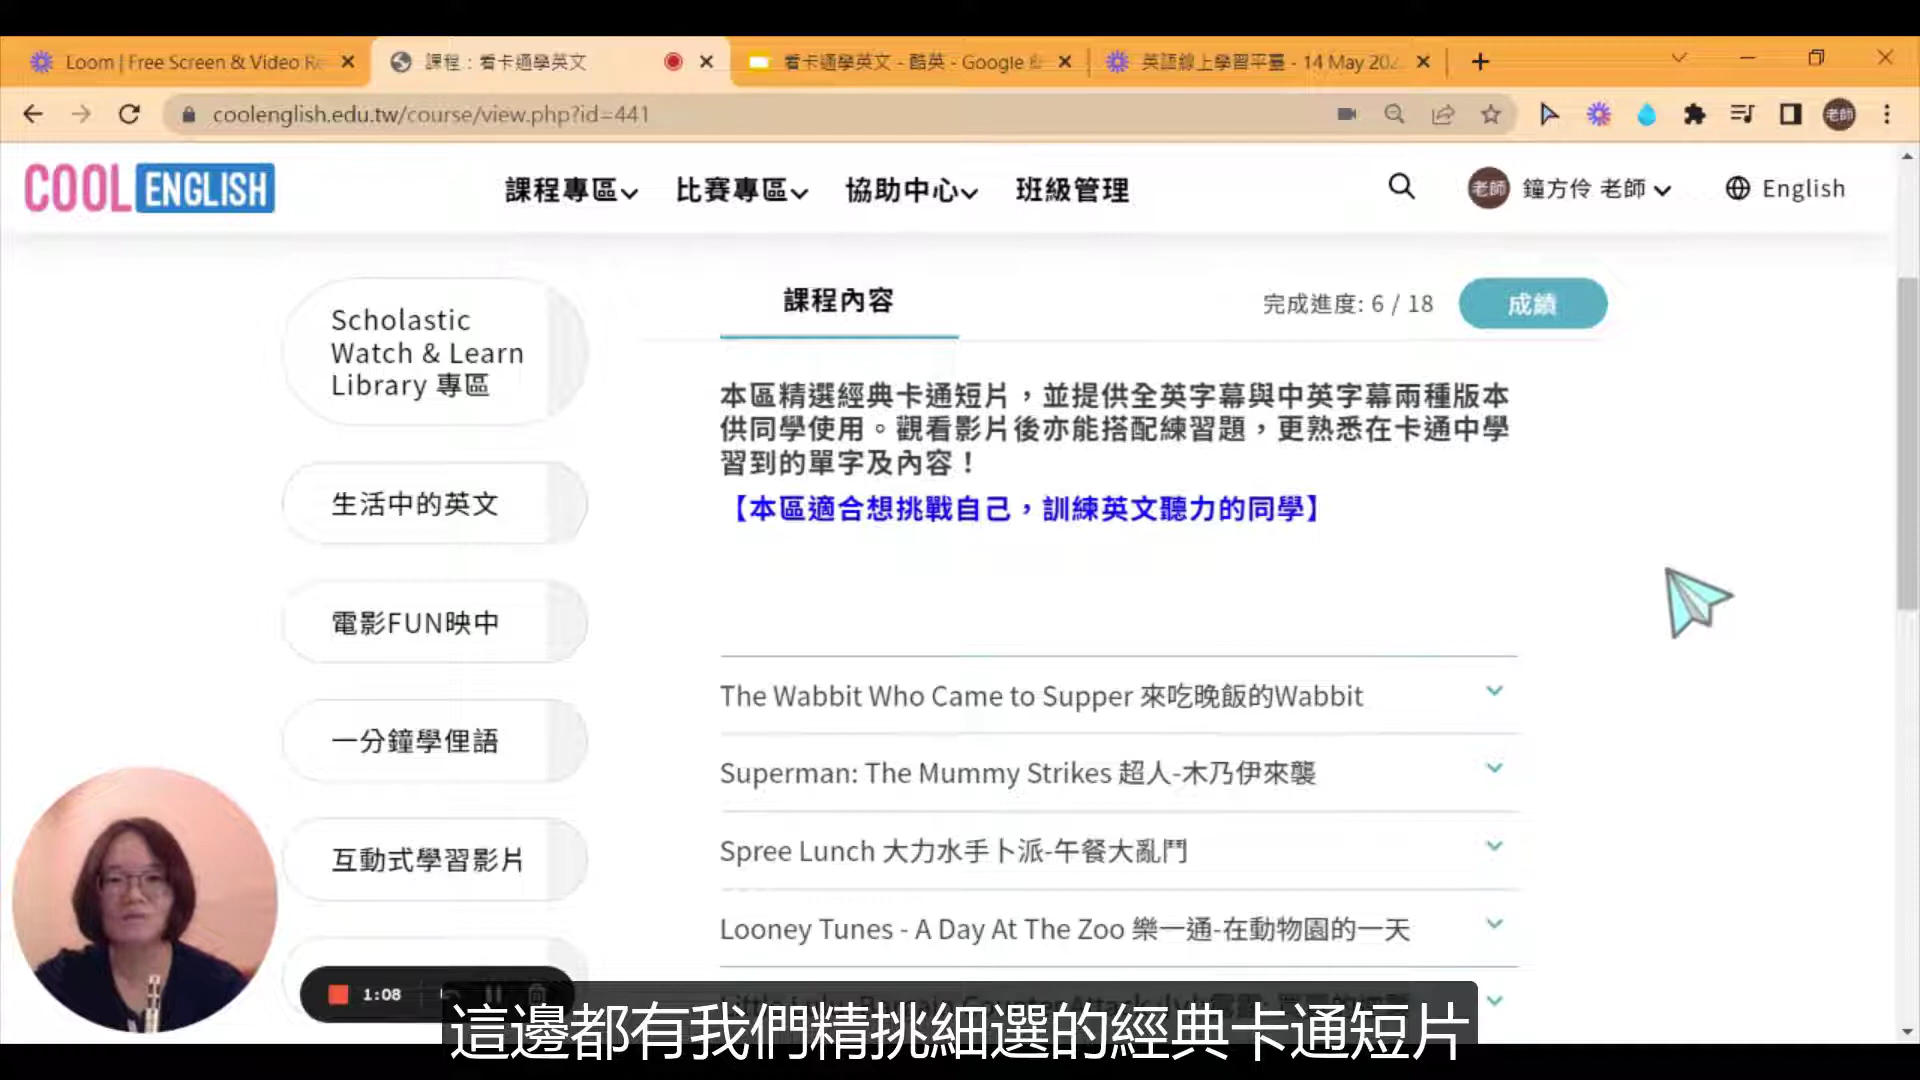 Loom | Free Screen & Video Re
課程：看卡通學英文
看卡通學英文 - 酷英 - Google
英語線上學習平臺 - 14 May 202
coolenglish.edu.tw/course/view.php?id=441
老師
COOL ENGLISH
課程專區
比賽專區
協助中心
班級管理
老師
鐘方伶 老師
English
Scholastic
Watch & Learn
Library 專區
生活中的英文
電影FUN映中
一分鐘學俚語
互動式學習影片
課程內容
完成進度: 6 / 18
成績
本區精選經典卡通短片，並提供全英字幕與中英字幕兩種版本
供同學使用。觀看影片後亦能搭配練習題，更熟悉在卡通中學
習到的單字及內容！
【本區適合想挑戰自己，訓練英文聽力的同學】
The Wabbit Who Came to Supper 來吃晚飯的Wabbit
Superman: The Mummy Strikes 超人-木乃伊來襲
Spree Lunch 大力水手卜派-午餐大亂鬥
Looney Tunes - A Day At The Zoo 樂一通-在動物園的一天
Little Lulu: Bargain Counter Attack
1:08
這邊都有我們精挑細選的經典卡通短片